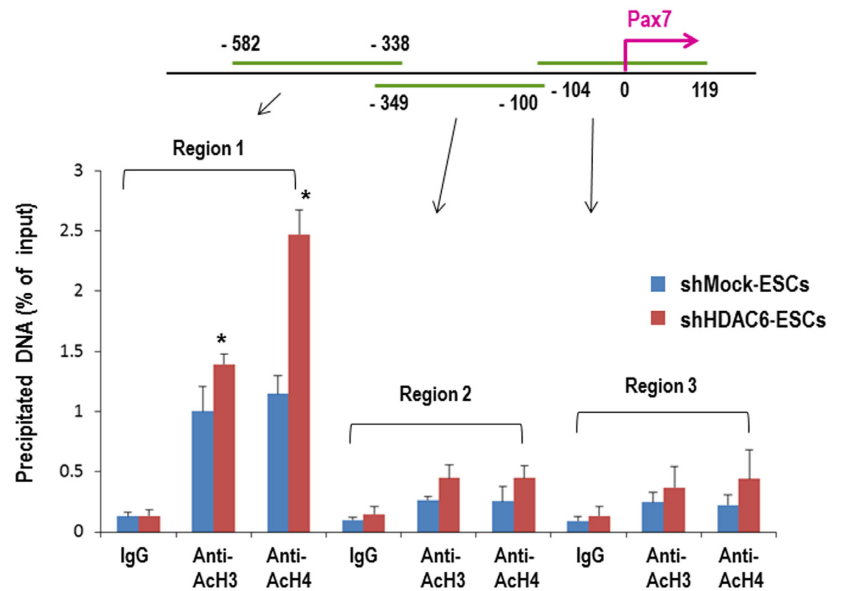 Pax7
- 582 - 338
- 349 - 100 - 104 0 119
Region 1
3
2.5
2
1.5
1
0.5
0
Precipitated DNA (% of input)
*
*
shMock-ESCs
shHDAC6-ESCs
Region 2
Region 3
IgG Anti- Anti- IgG Anti- Anti- IgG Anti- Anti-
AcH3 AcH4 AcH3 AcH4 AcH3 AcH4